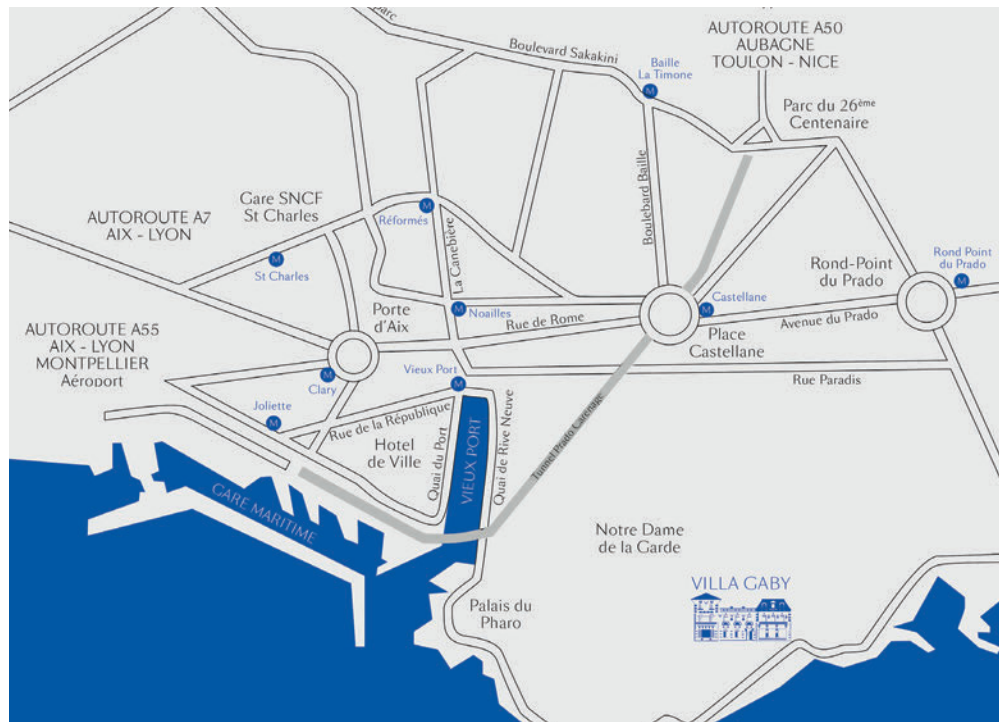 parc
Boulevard Sakakini
AUTOROUTE A50
AUBAGNE
TOULON - NICE
Baille
La Timone
M
Parc du 26ème
Centenaire
Boulebard Baille
Gare SNCF
St Charles
AUTOROUTE A7
AIX - LYON
M
Réformés
La Canebière
M
St Charles
Rond-Point
du Prado
Rond Point
du Prado
M
Porte
d'Aix
M
Noailles
Rue de Rome
Castellane
M
Place
Castellane
Avenue du Prado
AUTOROUTE A55
AIX - LYON
MONTPELLIER
Aéroport
M
Clary
Vieux Port
M
Rue Paradis
Joliette
M
Rue de la République
Hotel
de Ville
Quai du Port
VIEUX PORT
Quai de Rive Neuve
Tunnel Prado Carenage
GARE MARITIME
Notre Dame
de la Garde
VILLA GABY
Palais du
Pharo